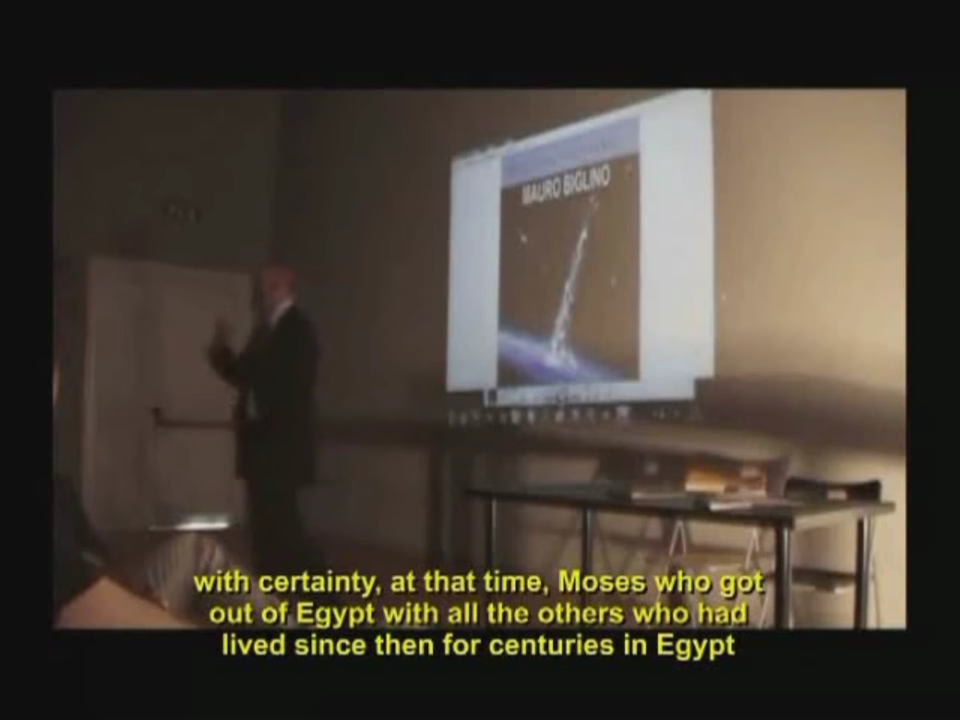 MAURO BIGLINO
with certainty, at that time, Moses who got
out of Egypt with all the others who had
lived since then for centuries in Egypt